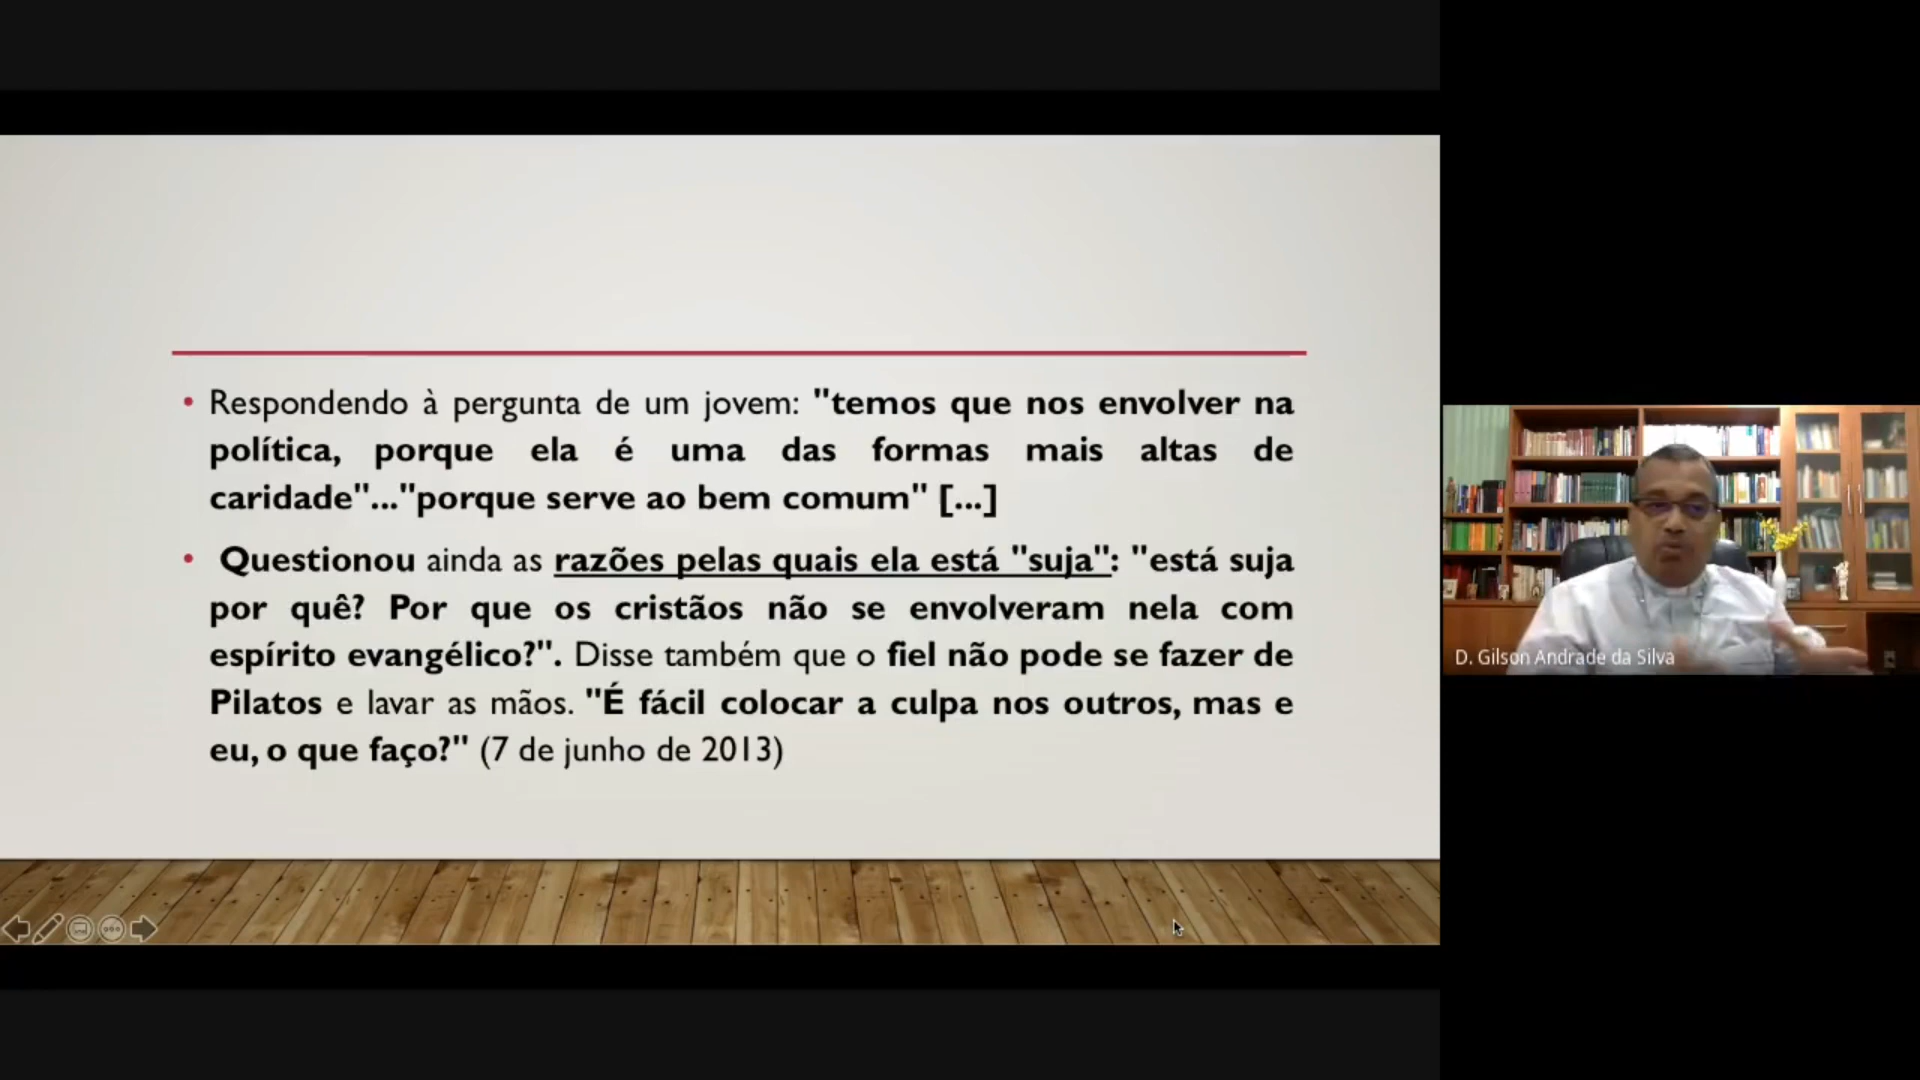 • Respondendo à pergunta de um jovem: "temos que nos envolver na
política, porque ela é uma das formas mais altas de
caridade"..."porque serve ao bem comum" [...]
• Questionou ainda as razões pelas quais ela está "suja": "está suja
por quê? Por que os cristãos não se envolveram nela com
espírito evangélico?". Disse também que o fiel não pode se fazer de
Pilatos e lavar as mãos. "É fácil colocar a culpa nos outros, mas e
eu, o que faço?" (7 de junho de 2013)
D. Gilson Andrade da Silva